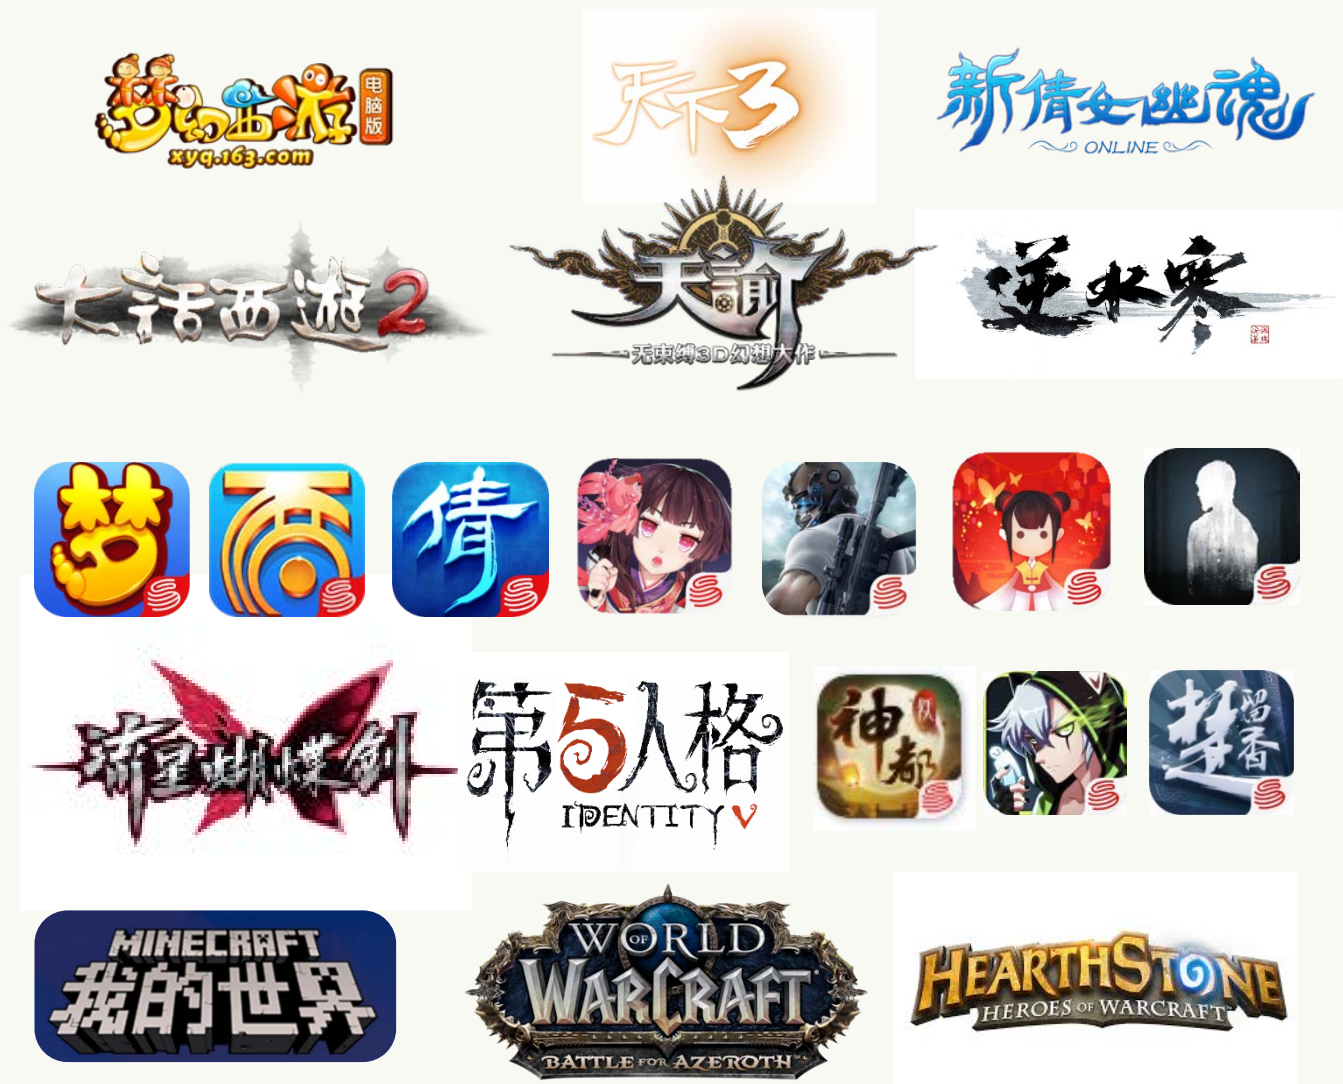 梦幻西游
电脑版
xyq.163.com
天下3
新倩女幽魂
ONLINE
大话西遊2
天諭
无束缚3D幻想大作
逆水寒
梦
西
倩
流星蝴蝶劍
第5人格
IDENTITY V
神都
楚留香
MINECRAFT
我的世界
WORLD OF WARCRAFT
BATTLE FOR AZEROTH
HEARTHSTONE
HEROES OF WARCRAFT